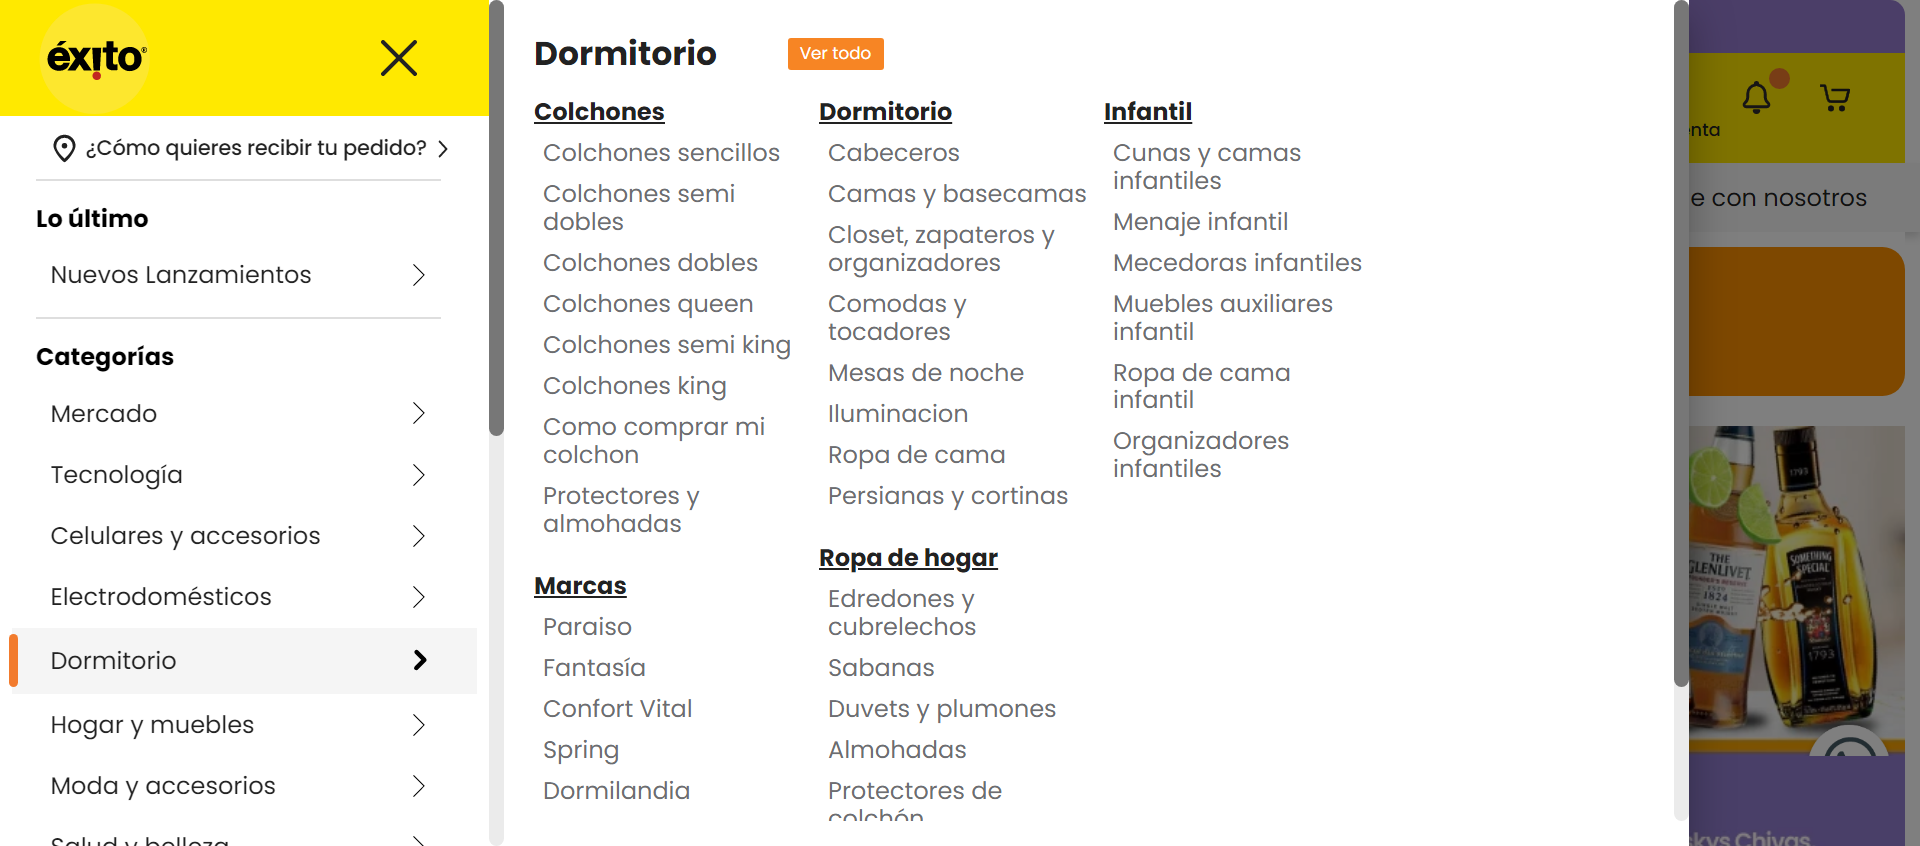 éxito
¿Cómo quieres recibir tu pedido?
Lo último
Nuevos Lanzamientos
Categorías
Mercado
Tecnología
Celulares y accesorios
Electrodomésticos
Dormitorio
Hogar y muebles
Moda y accesorios
Salud y belleza
Dormitorio
Ver todo
Colchones
Colchones sencillos
Colchones semi
dobles
Colchones dobles
Colchones queen
Colchones semi king
Colchones king
Como comprar mi
colchon
Protectores y
almohadas
Marcas
Paraiso
Fantasía
Confort Vital
Spring
Dormilandia
Dormitorio
Cabeceros
Camas y basecamas
Closet, zapateros y
organizadores
Comodas y
tocadores
Mesas de noche
Iluminacion
Ropa de cama
Persianas y cortinas
Ropa de hogar
Edredones y
cubrelechos
Sabanas
Duvets y plumones
Almohadas
Protectores de
colchón
Infantil
Cunas y camas
infantiles
Menaje infantil
Mecedoras infantiles
Muebles auxiliares
infantil
Ropa de cama
infantil
Organizadores
infantiles
enta
e con nosotros
THE
GLENLIVET
1824
1793
SOMETHING
SPECIAL
1793
ckys Chivas